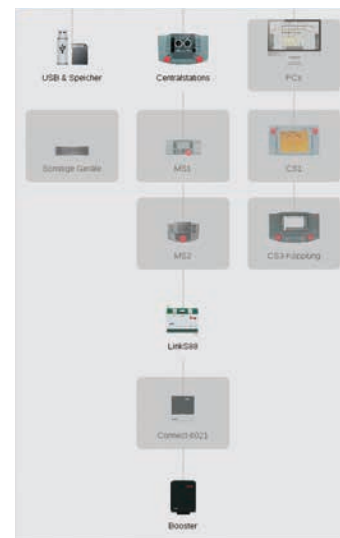 USB & Speicher
Centralstations
PCs
Sonstige Geräte
MS1
CS1
MS2
CS3-Kopplung
LinkS88
Connect-6021
Booster